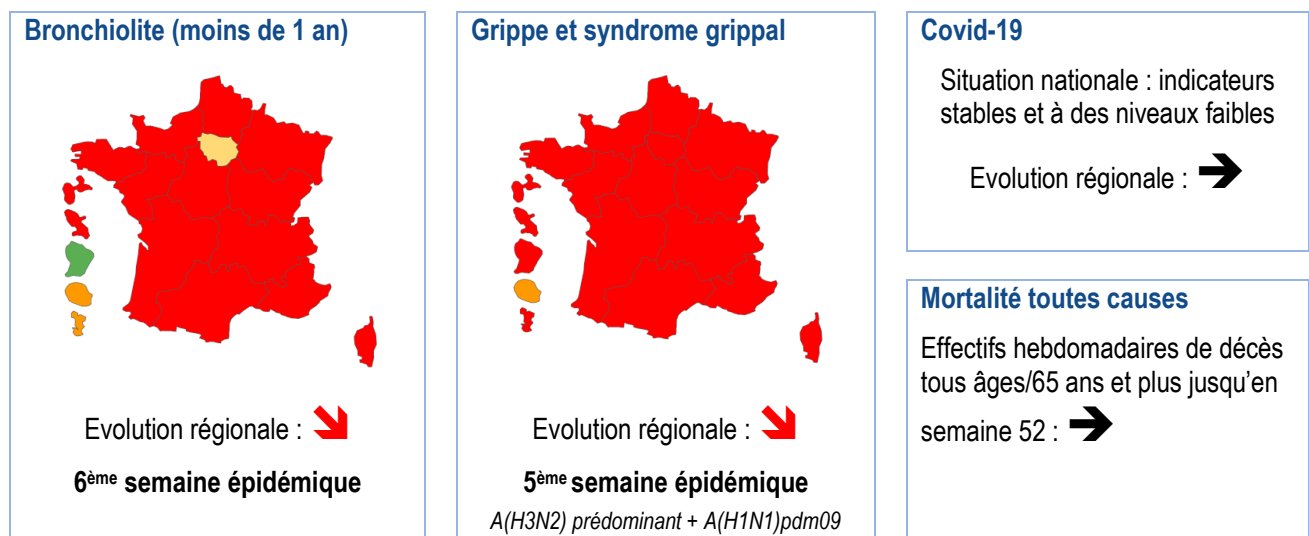 Bronchiolite (moins de 1 an)
Evolution régionale :
6ème semaine épidémique
Grippe et syndrome grippal
Evolution régionale :
5ème semaine épidémique
A(H3N2) prédominant + A(H1N1)pdm09
Covid-19
Situation nationale : indicateurs
stables et à des niveaux faibles
Evolution régionale : ➔
Mortalité toutes causes
Effectifs hebdomadaires de décès
tous âges/65 ans et plus jusqu’en
semaine 52 : ➔